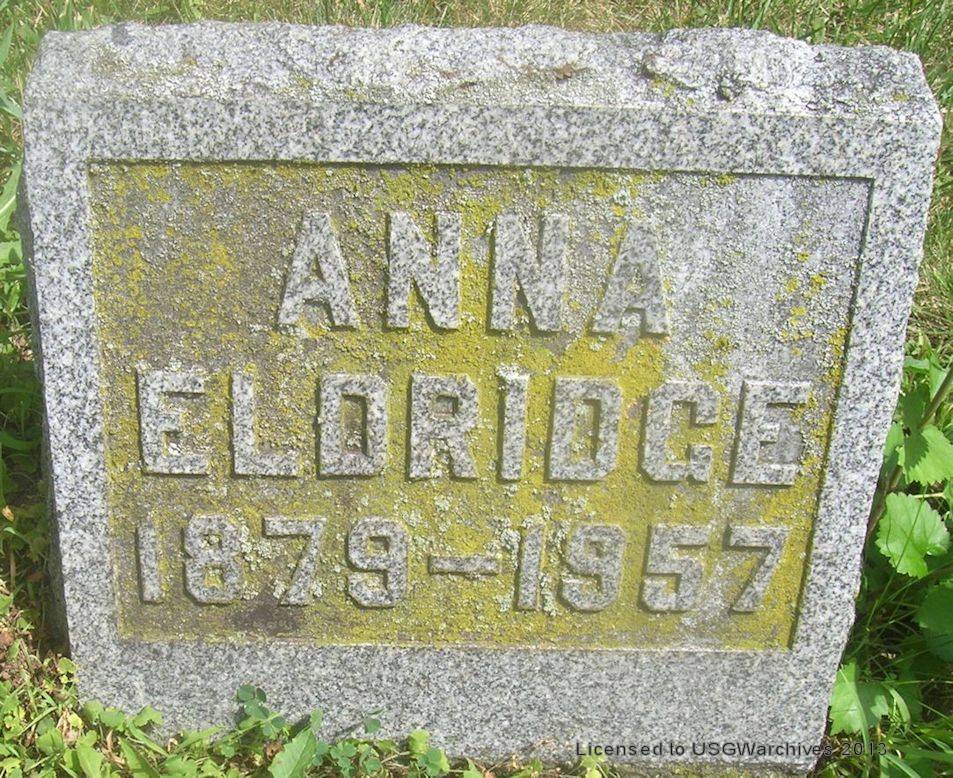 ANNA
ELDRIDGE
1879-1957
Licensed to USGWarchives 2013